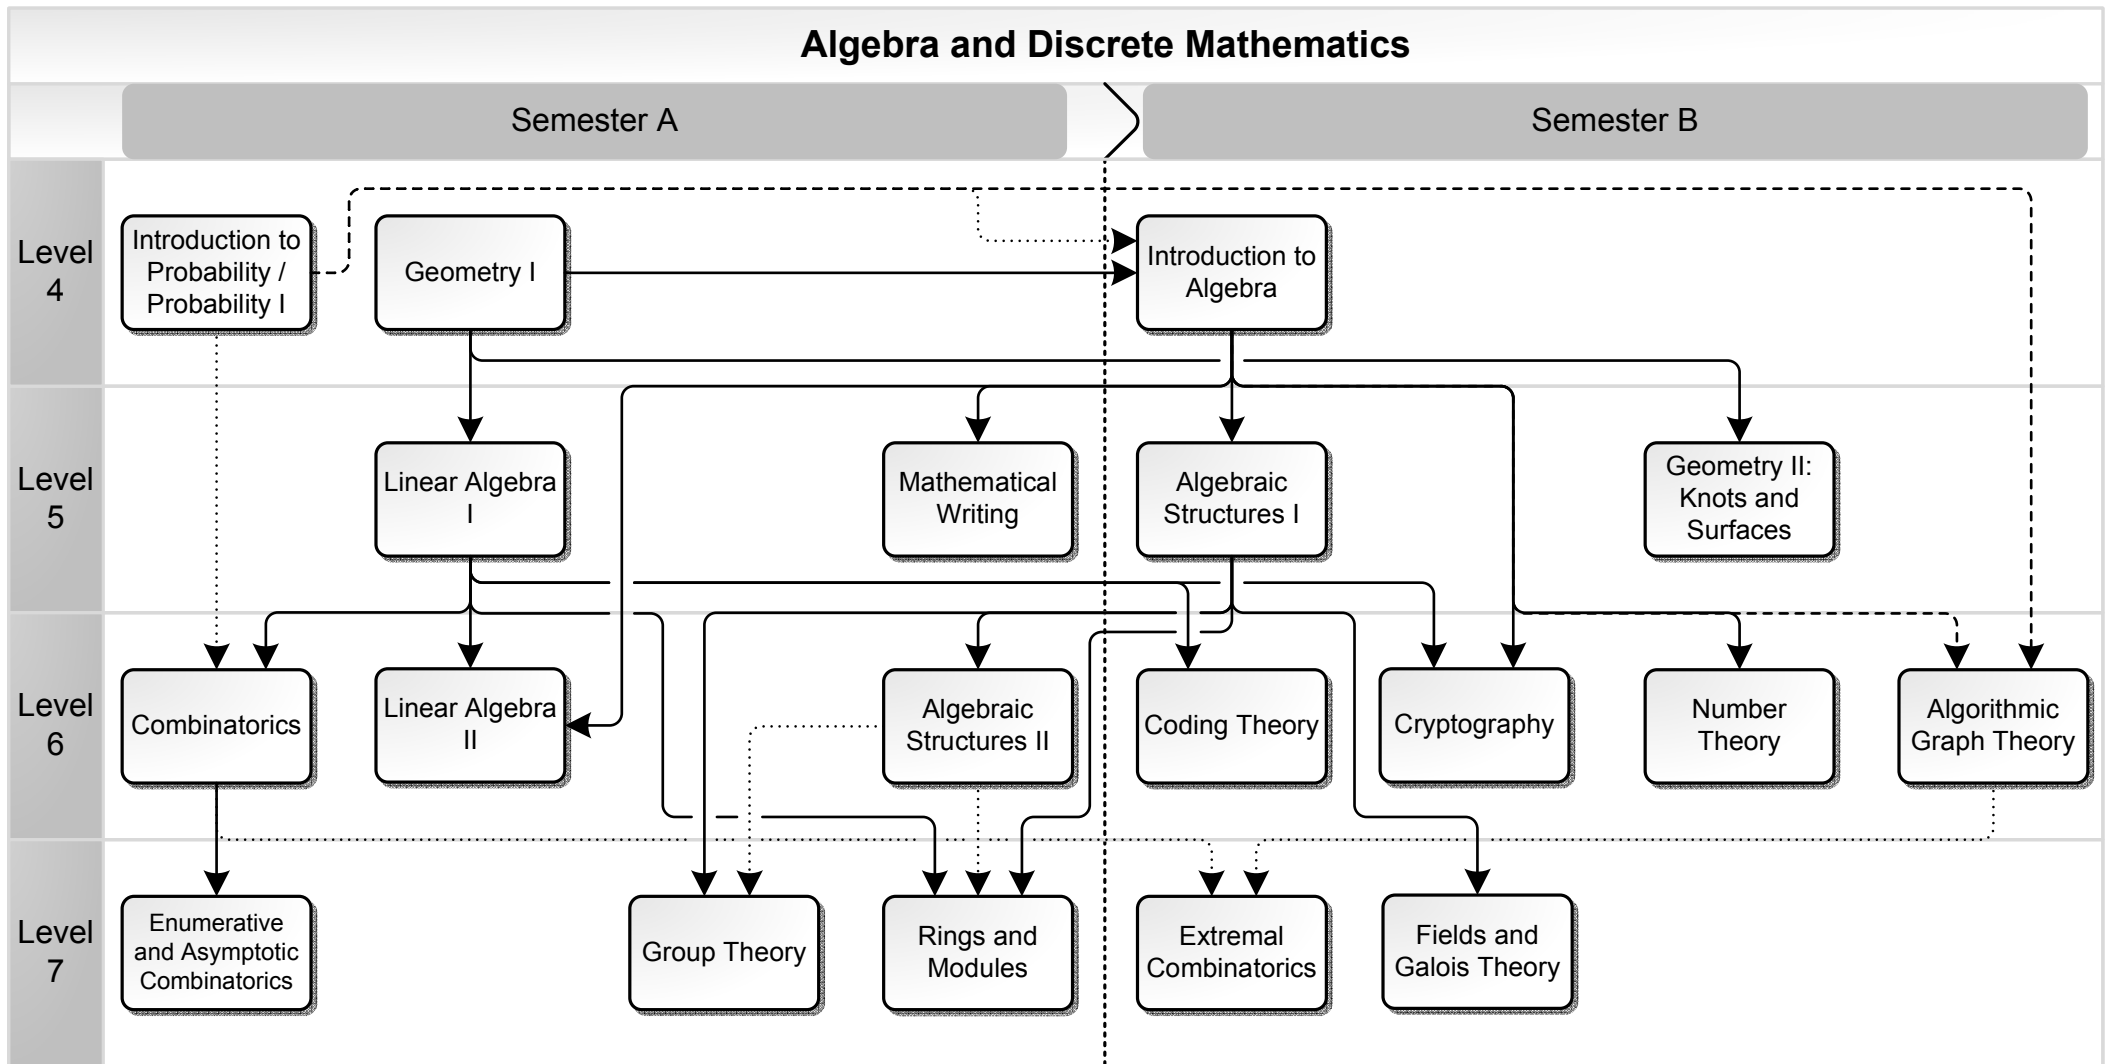 Algebra and Discrete Mathematics
Semester A
Semester B
Level
4
Introduction to
Probability /
Probability I
Geometry I
Introduction to
Algebra
Level
5
Linear Algebra
I
Mathematical
Writing
Algebraic
Structures I
Geometry II:
Knots and
Surfaces
Level
6
Combinatorics
Linear Algebra
II
Algebraic
Structures II
Coding Theory
Cryptography
Number
Theory
Algorithmic
Graph Theory
Level
7
Enumerative
and Asymptotic
Combinatorics
Group Theory
Rings and
Modules
Extremal
Combinatorics
Fields and
Galois Theory